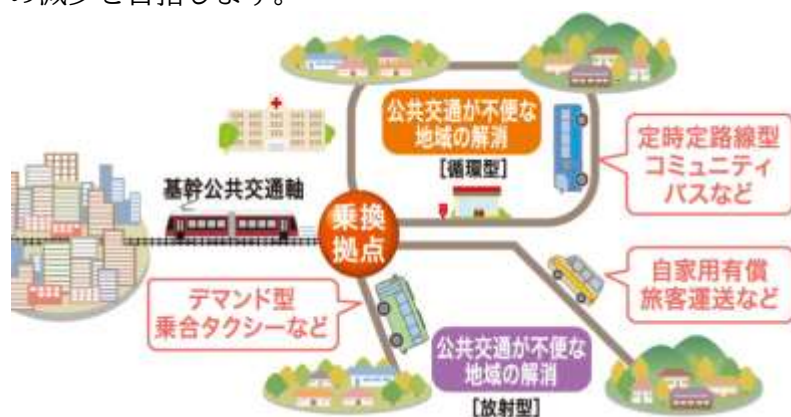 の減少を目指します。
公共交通が不便な
地域の解消
[循環型]
定時定路線型
コミュニティ
バスなど
基幹公共交通軸
乗換
拠点
自家用有償
旅客運送など
デマンド型
乗合タクシーなど
公共交通が不便な
地域の解消
[放射型]